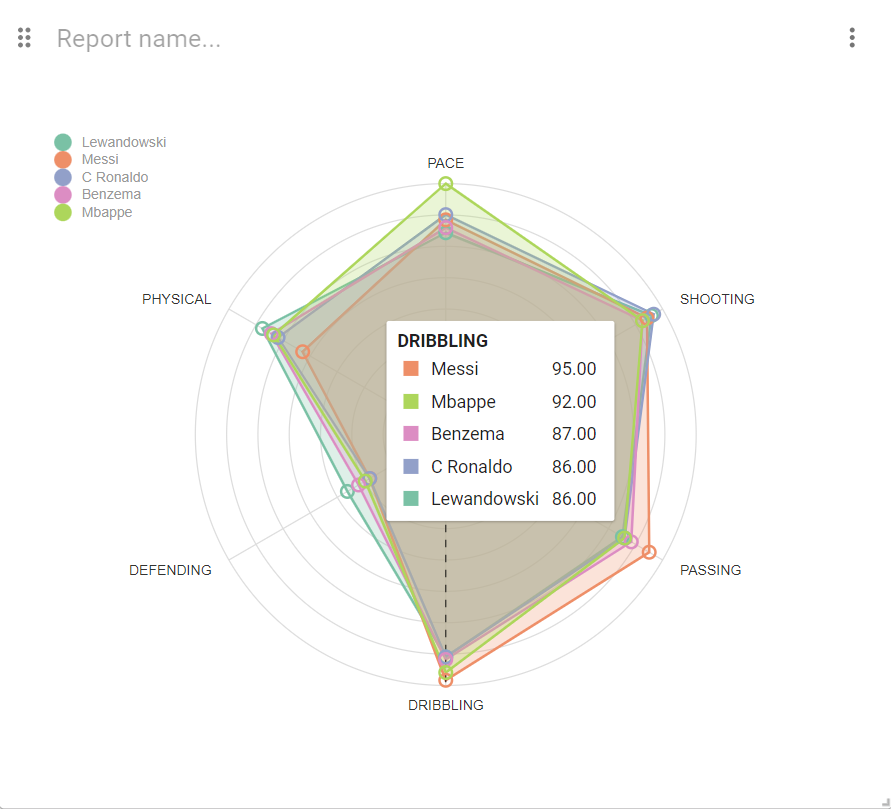 Report name...
Lewandowski
Messi
C Ronaldo
Benzema
Mbappe
PACE
PHYSICAL
SHOOTING
DRIBBLING
Messi 95.00
Mbappe 92.00
Benzema 87.00
C Ronaldo 86.00
Lewandowski 86.00
DEFENDING
PASSING
DRIBBLING